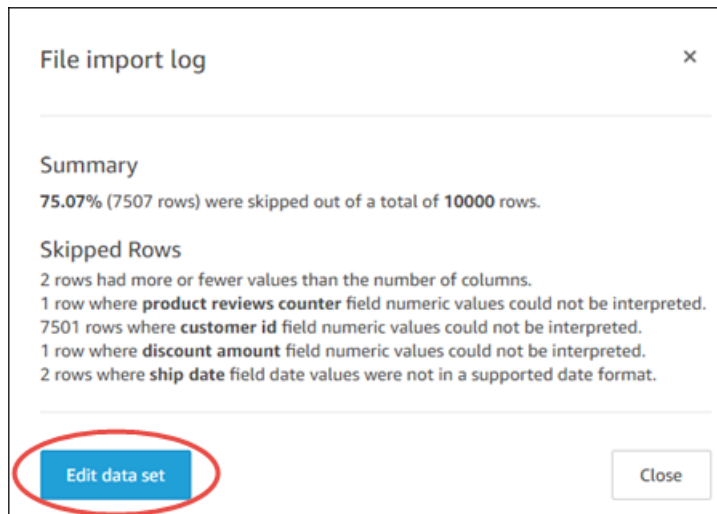 File import log
×
Summary
75.07% (7507 rows) were skipped out of a total of 10000 rows.
Skipped Rows
2 rows had more or fewer values than the number of columns.
1 row where product reviews counter field numeric values could not be interpreted.
7501 rows where customer id field numeric values could not be interpreted.
1 row where discount amount field numeric values could not be interpreted.
2 rows where ship date field date values were not in a supported date format.
Edit data set
Close